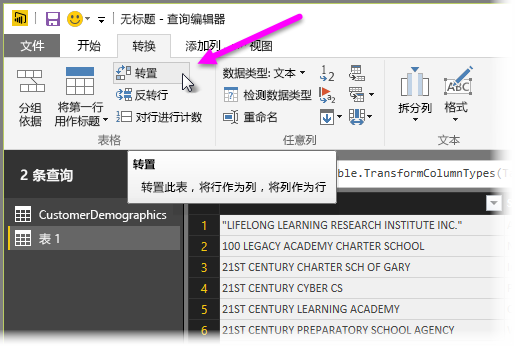 无标题 - 查询编辑器
文件 开始 转换 添加列 视图
分组依据
将第一行用作标题
转置
反转行
对行进行计数
表格
数据类型: 文本
检测数据类型
重命名
任意列
拆分列
格式
文本
转置
转置此表，将行作为列，将列作为行
2 条查询
CustomerDemographics
表 1
ble.TransformColumnTypes(
1 "LIFELONG LEARNING RESEARCH INSTITUTE INC."
2 100 LEGACY ACADEMY CHARTER SCHOOL
3 21ST CENTURY CHARTER SCH OF GARY
4 21ST CENTURY CYBER CS
5 21ST CENTURY LEARNING ACADEMY
6 21ST CENTURY PREPARATORY SCHOOL AGENCY